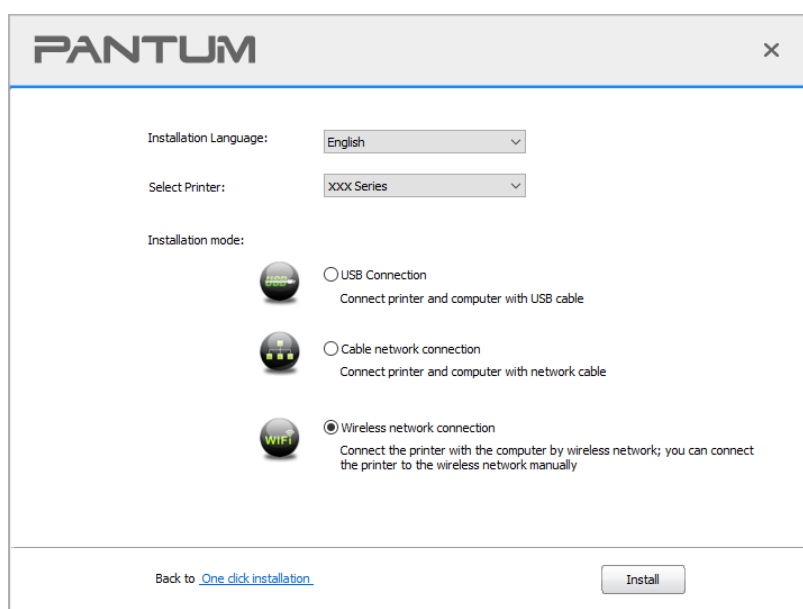 PANTUM
Installation Language:
English
Select Printer:
XXX Series
Installation mode:
USB
USB Connection
Connect printer and computer with USB cable
Cable network connection
Connect printer and computer with network cable
WIFI
Wireless network connection
Connect the printer with the computer by wireless network; you can connect
the printer to the wireless network manually
Back to One click installation
Install